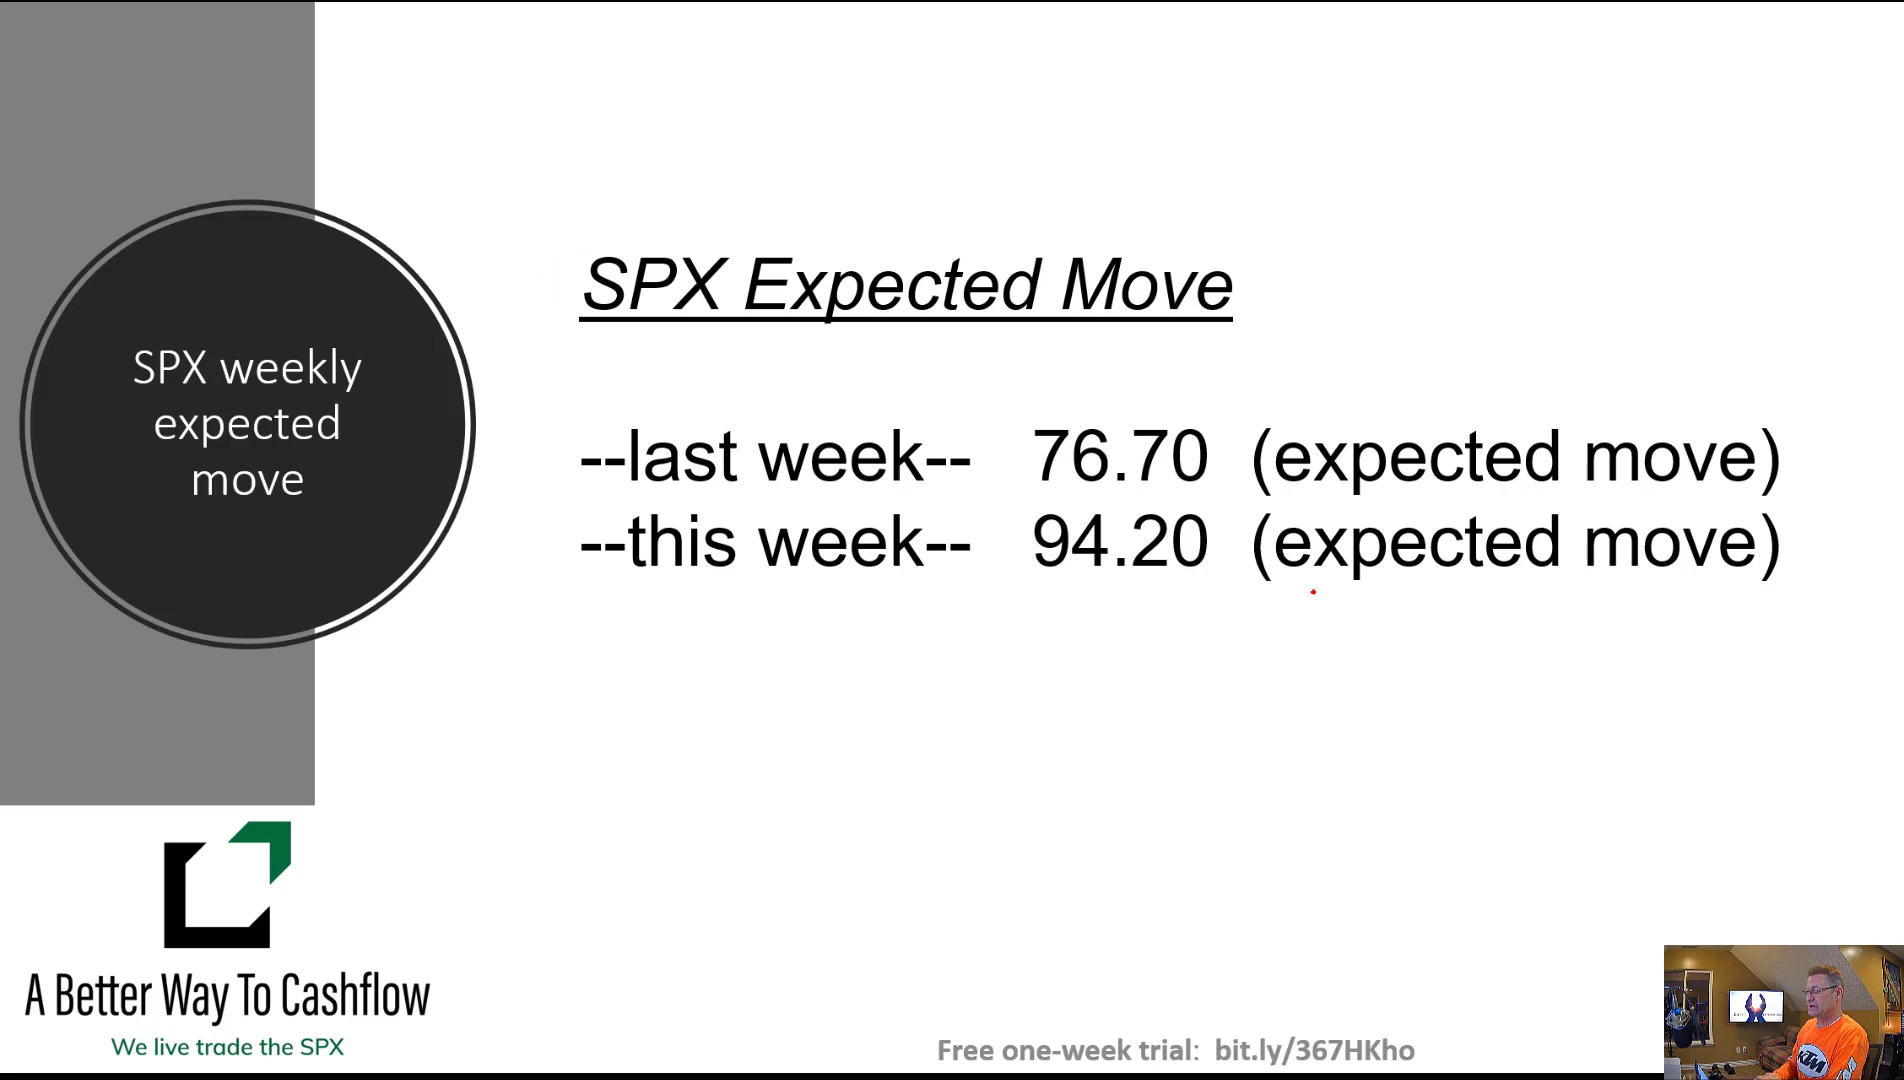 SPX weekly
expected
move
SPX Expected Move
--last week-- 76.70 (expected move)
--this week-- 94.20 (expected move)
A Better Way To Cashflow
We live trade the SPX
Free one-week trial: bit.ly/367HKho
KTM